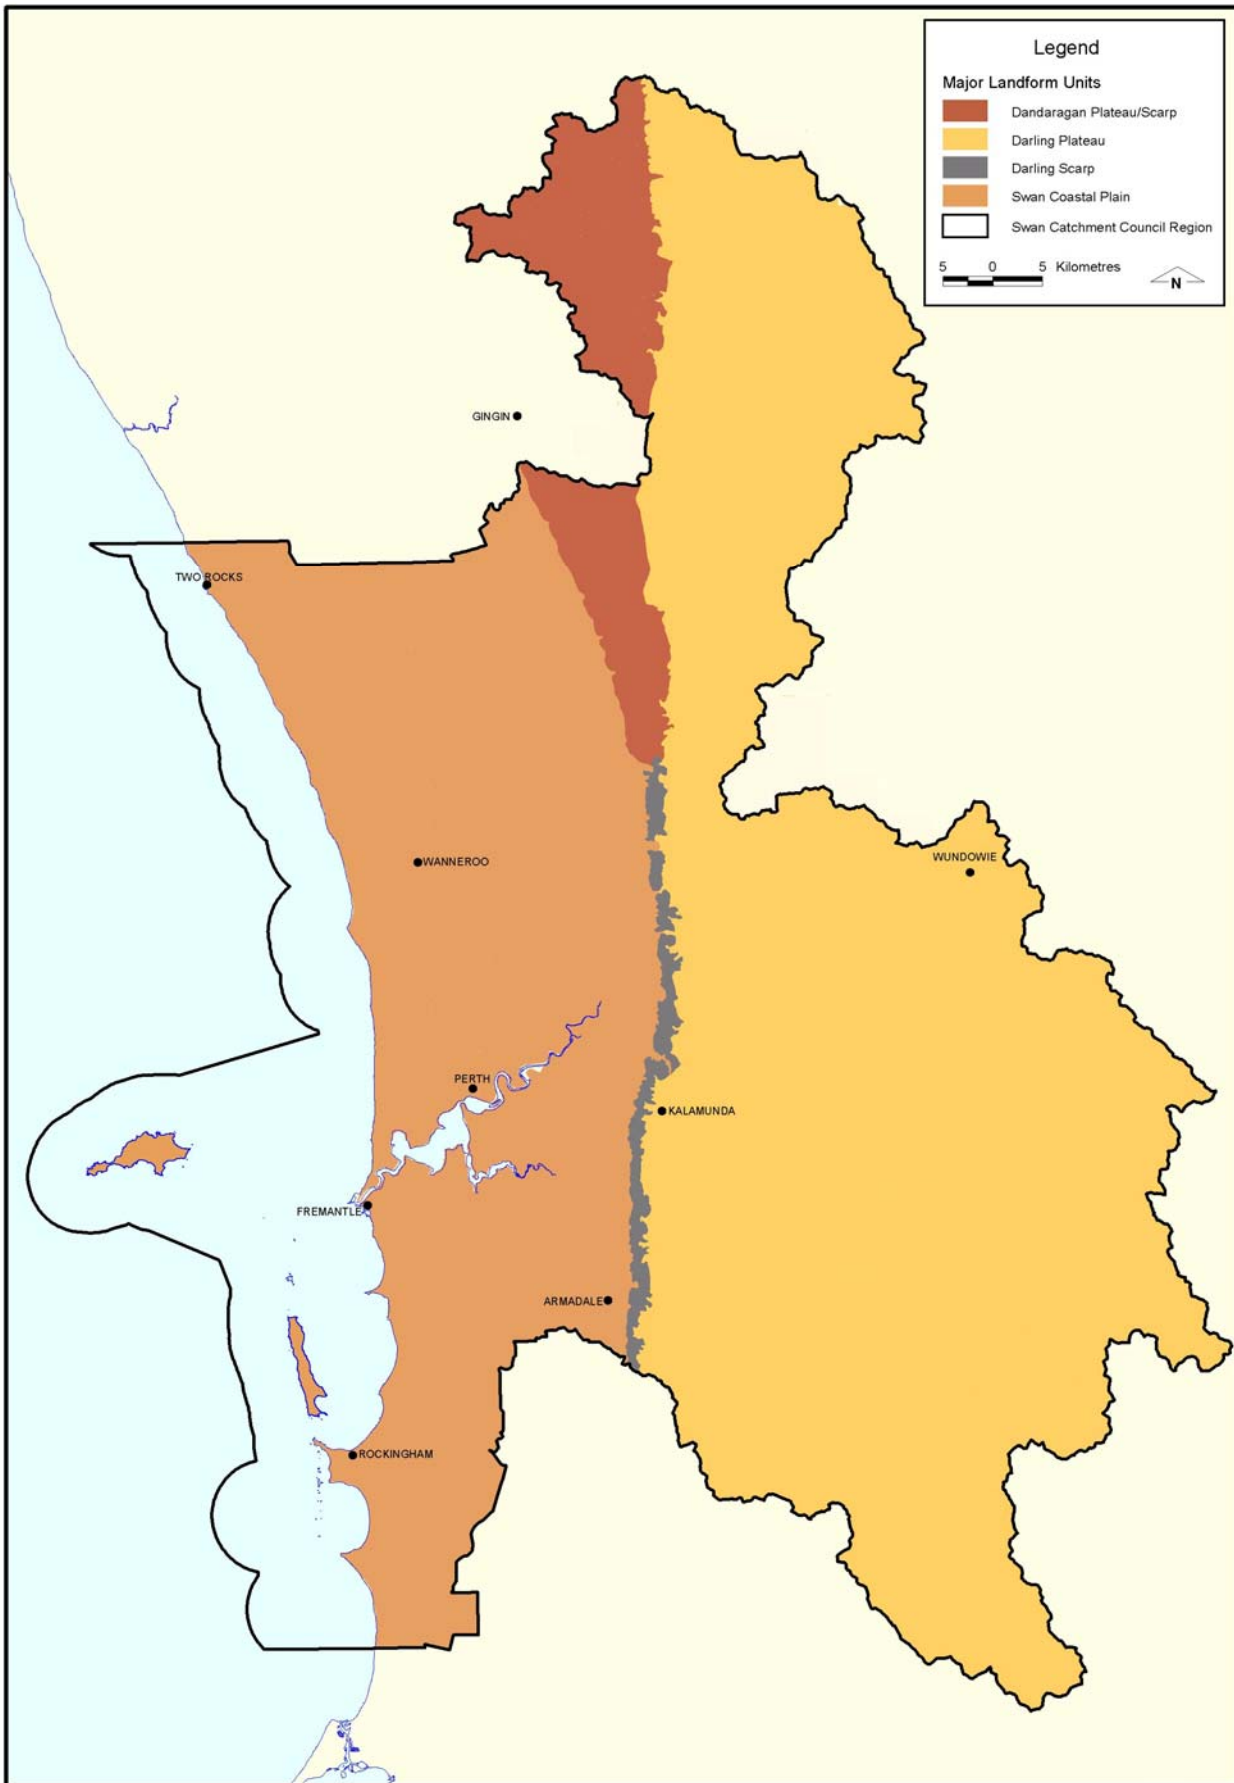 Legend
Major Landform Units
Dandaragan Plateau/Scarp
Darling Plateau
Darling Scarp
Swan Coastal Plain
Swan Catchment Council Region
5 0 5 Kilometres
N
GINGIN
TWO ROCKS
WANNEROO
WUNDOWIE
PERTH
KALAMUNDA
FREMANTLE
ARMADALE
ROCKINGHAM